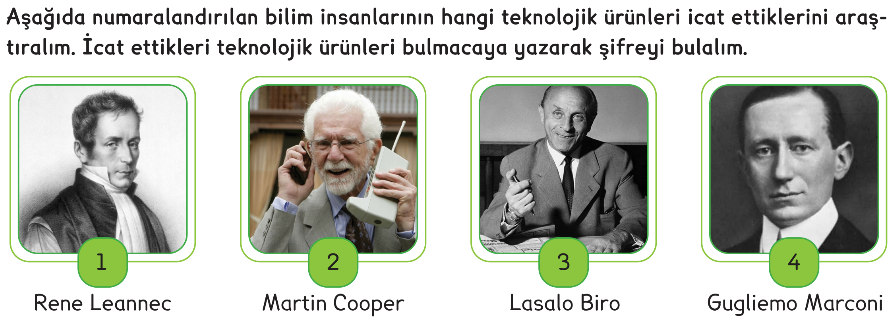 Aşağıda numaralandırılan bilim insanlarının hangi teknolojik ürünleri icat ettiklerini araş-
tıralım. İcat ettikleri teknolojik ürünleri bulmacaya yazarak şifreyi bulalım.
1 2 3 4
Rene Leannec Martin Cooper Lasalo Biro Gugliemo Marconi